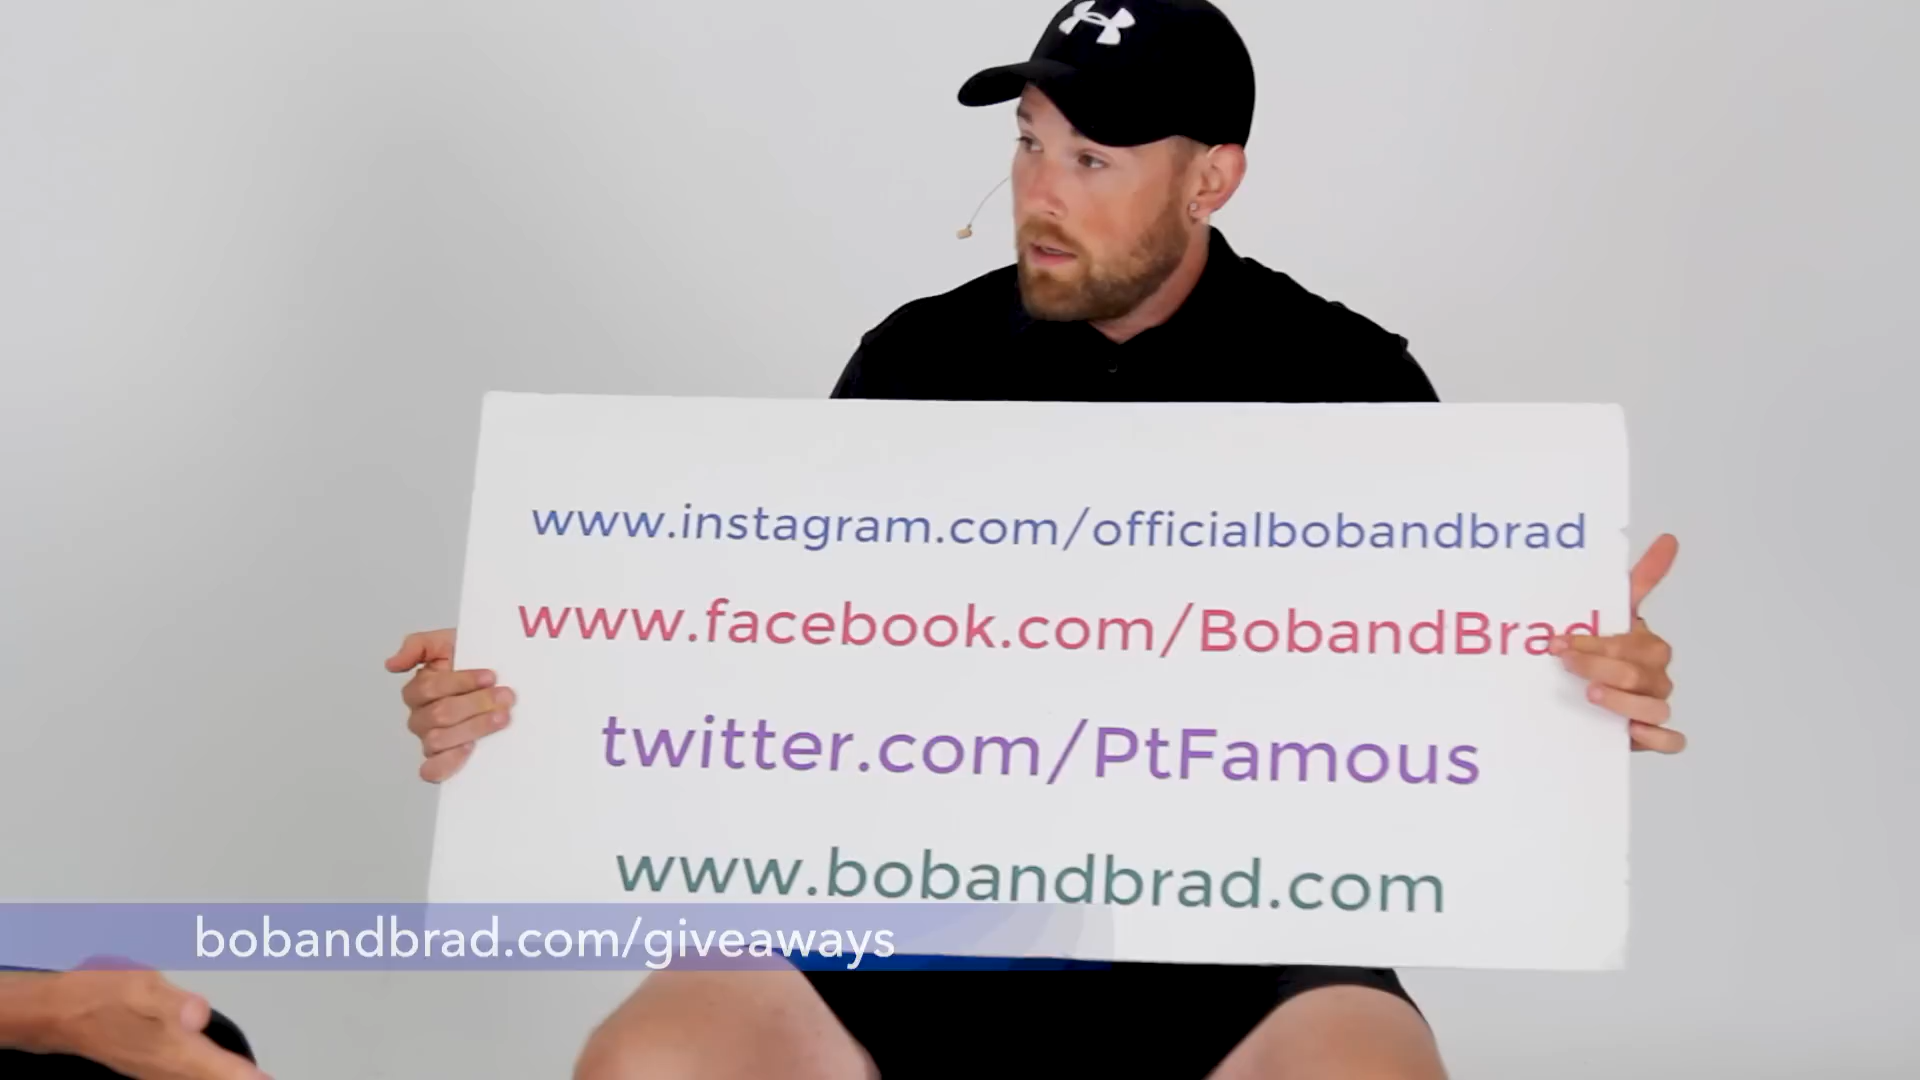 www.instagram.com/officialbobandbrad
www.facebook.com/BobandBrad
twitter.com/PtFamous
www.bobandbrad.com
bobandbrad.com/giveaways